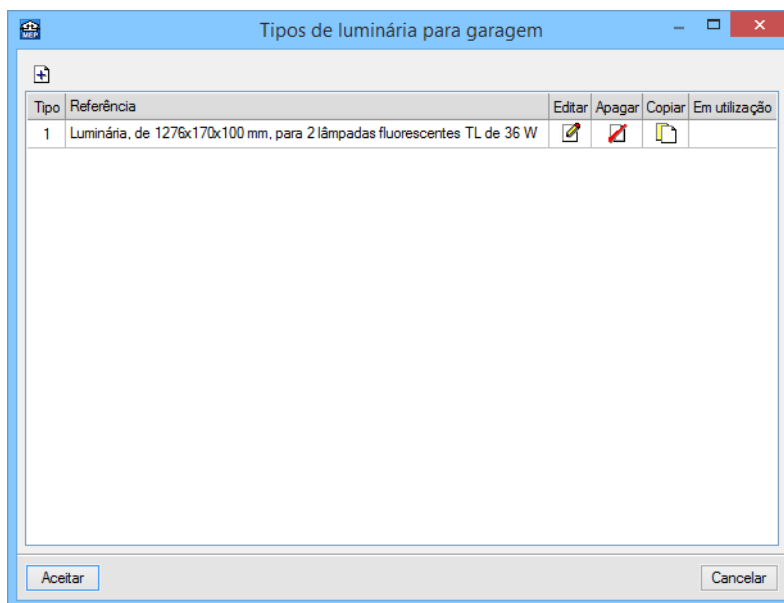 MEP
Tipos de luminária para garagem
Tipo Referência Editar Apagar Copiar Em utilização
1 Luminária, de 1276x170x100 mm, para 2 lâmpadas fluorescentes TL de 36 W
Aceitar Cancelar